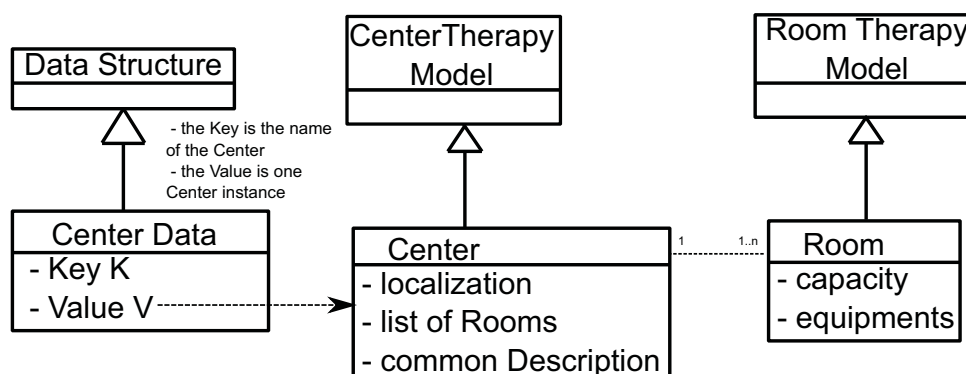 Data Structure
- the Key is the name
of the Center
- the Value is one
Center instance
Center Data
- Key K
- Value V
CenterTherapy
Model
Center
- localization
- list of Rooms
- common Description
1
1..n
Room Therapy
Model
Room
- capacity
- equipments